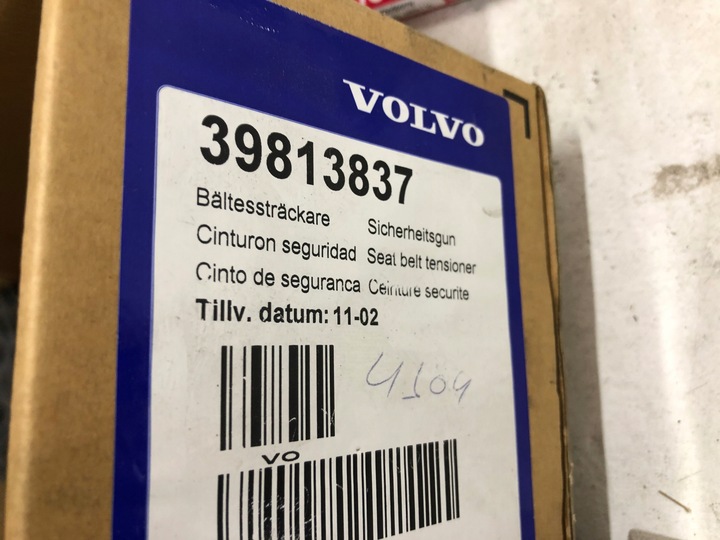 VOLVO
39813837
Bältessträckare Sicherheitsgun
Cinturon seguridad Seat belt tensioner
Cinto de seguranca Ceinture securite
Tillv. datum: 11-02
4104
VO